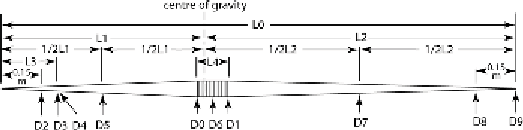 centre of gravity
L0
L1
L2
1/2L1
1/2L1
1/2L2
1/2L2
L3
L4
0.15
m
0.15
m
D2
D3
D4
D5
D0
D6
D1
D7
D8
D9